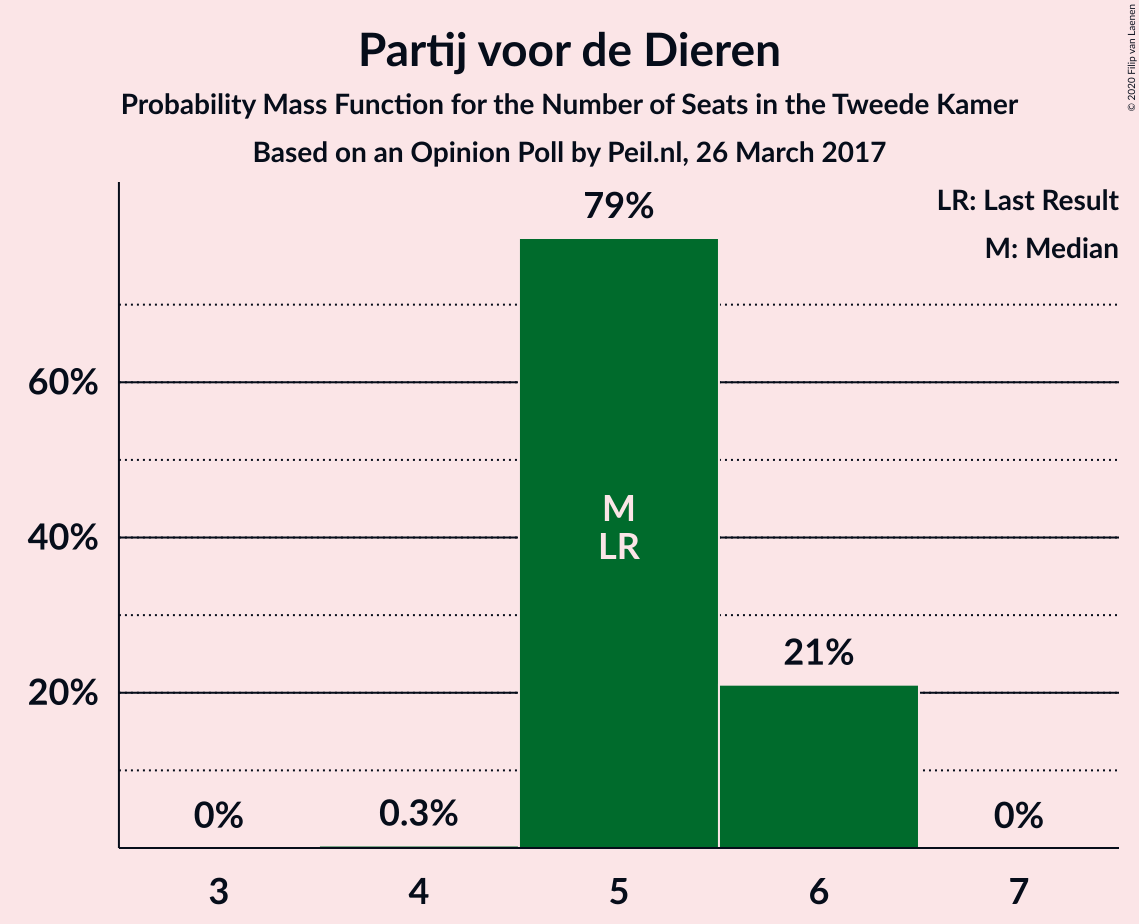 Partij voor de Dieren
Probability Mass Function for the Number of Seats in the Tweede Kamer
Based on an Opinion Poll by Peil.nl, 26 March 2017
© 2020 Filip van Laenen
LR: Last Result
M: Median
79%
60%
M
40%
LR
21%
20%
0%
0.3%
0%
3
4
5
6
7